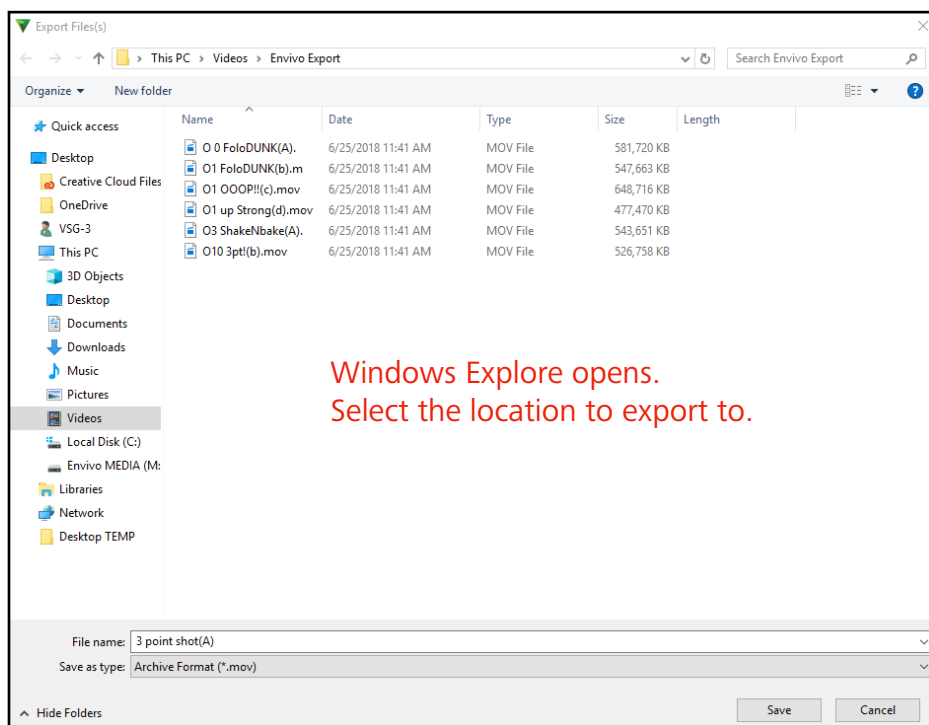 Export Files(s)
This PC > Videos > Envivo Export
Search Envivo Export
Organize
New folder
Quick access
Desktop
Creative Cloud Files
OneDrive
VSG-3
This PC
3D Objects
Desktop
Documents
Downloads
Music
Pictures
Videos
Local Disk (C:)
Envivo MEDIA (M:
Libraries
Network
Desktop TEMP
Name Date Type Size Length
O 0 FoloDUNK(A). 6/25/2018 11:41 AM MOV File 581,720 KB
O1 FoloDUNK(b).m 6/25/2018 11:41 AM MOV File 547,663 KB
O1 OOOP!!(c).mov 6/25/2018 11:41 AM MOV File 648,716 KB
O1 up Strong(d).mov 6/25/2018 11:41 AM MOV File 477,470 KB
O3 ShakeNbake(A). 6/25/2018 11:41 AM MOV File 543,651 KB
O10 3pt!(b).mov 6/25/2018 11:41 AM MOV File 526,758 KB
Windows Explore opens.
Select the location to export to.
File name: 3 point shot(A)
Save as type: Archive Format (*.mov)
Hide Folders
Save
Cancel